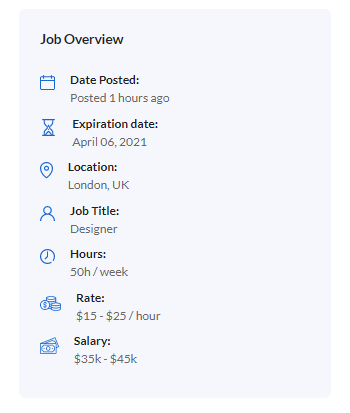 Job Overview
Date Posted:
Posted 1 hours ago
Expiration date:
April 06, 2021
Location:
London, UK
Job Title:
Designer
Hours:
50h / week
Rate:
$15 - $25 / hour
Salary:
$35k - $45k